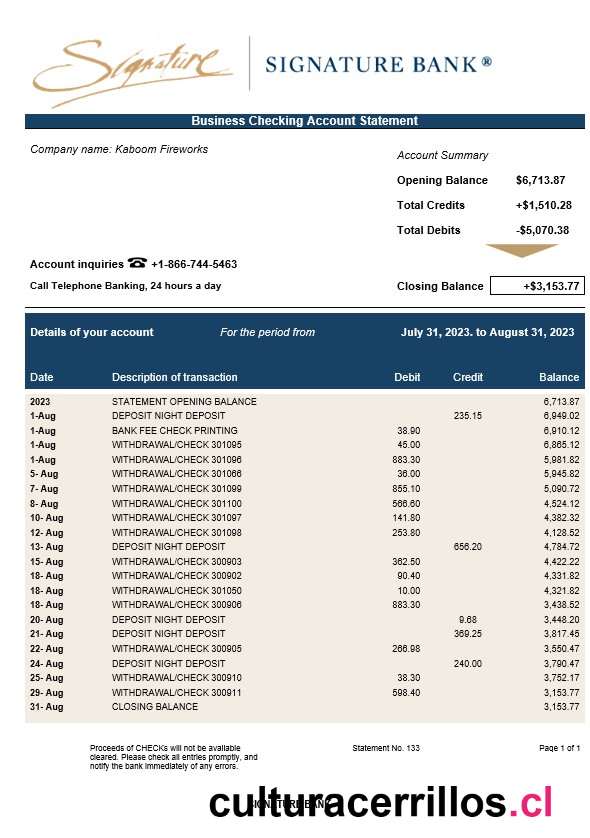 Signature SIGNATURE BANK®
Business Checking Account Statement
Company name: Kaboom Fireworks
Account Summary
Opening Balance $6,713.87
Total Credits +$1,510.28
Total Debits -$5,070.38
Account inquiries ☎ +1-866-744-5463
Call Telephone Banking, 24 hours a day
Closing Balance +$3,153.77
Details of your account For the period from July 31, 2023. to August 31, 2023
Date Description of transaction Debit Credit Balance
2023 STATEMENT OPENING BALANCE 6,713.87
1-Aug DEPOSIT NIGHT DEPOSIT 235.15 6,949.02
1-Aug BANK FEE CHECK PRINTING 38.90 6,910.12
1-Aug WITHDRAWAL/CHECK 301095 45.00 6,865.12
1-Aug WITHDRAWAL/CHECK 301096 883.30 5,981.82
5- Aug WITHDRAWAL/CHECK 301066 36.00 5,945.82
7- Aug WITHDRAWAL/CHECK 301099 855.10 5,090.72
8- Aug WITHDRAWAL/CHECK 301100 566.60 4,524.12
10- Aug WITHDRAWAL/CHECK 301097 141.80 4,382.32
12- Aug WITHDRAWAL/CHECK 301098 253.80 4,128.52
13- Aug DEPOSIT NIGHT DEPOSIT 656.20 4,784.72
15- Aug WITHDRAWAL/CHECK 300903 362.50 4,422.22
18- Aug WITHDRAWAL/CHECK 300902 90.40 4,331.82
18- Aug WITHDRAWAL/CHECK 301050 10.00 4,321.82
18- Aug WITHDRAWAL/CHECK 300906 883.30 3,438.52
20- Aug DEPOSIT NIGHT DEPOSIT 9.68 3,448.20
21- Aug DEPOSIT NIGHT DEPOSIT 369.25 3,817.45
22- Aug WITHDRAWAL/CHECK 300905 266.98 3,550.47
24- Aug DEPOSIT NIGHT DEPOSIT 240.00 3,790.47
25- Aug WITHDRAWAL/CHECK 300910 38.30 3,752.17
29- Aug WITHDRAWAL/CHECK 300911 598.40 3,153.77
31- Aug CLOSING BALANCE 3,153.77
Proceeds of CHECKs will not be available Statement No. 133 Page 1 of 1
cleared. Please check all entries promptly, and
notify the bank immediately of any errors.
SIGNATURE BANK
culturacerrillos.cl